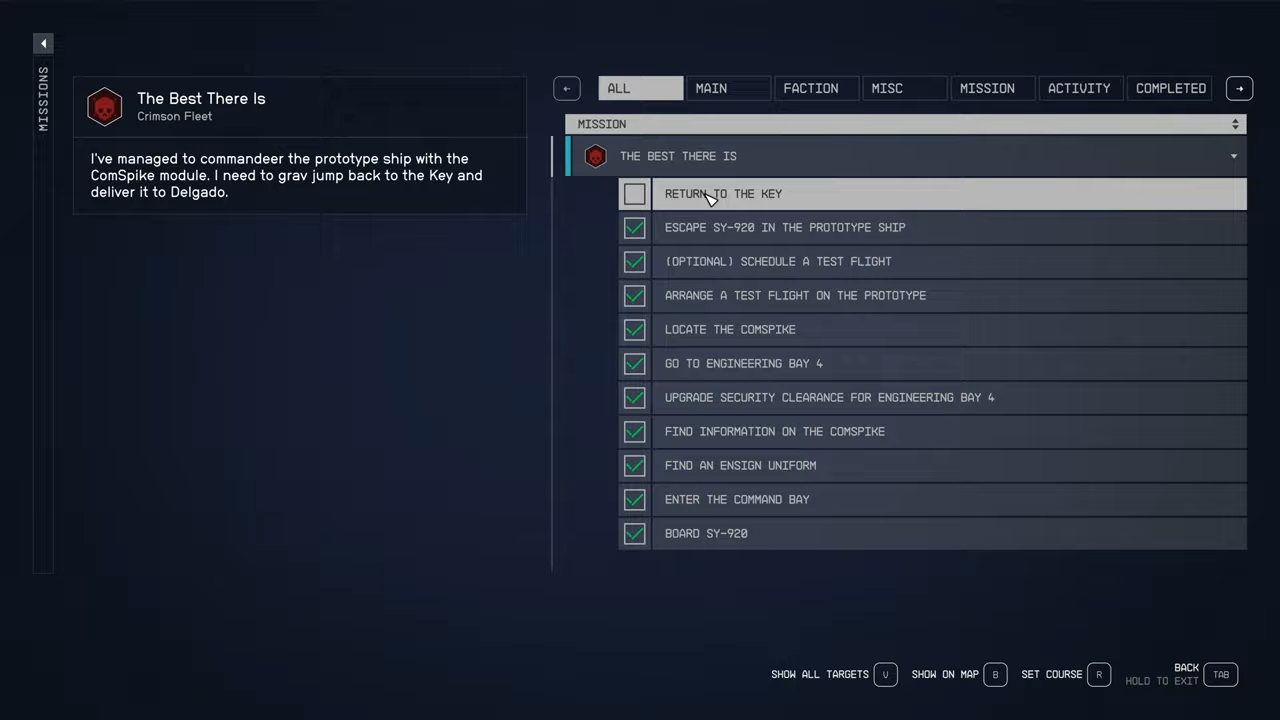 MISSIONS
The Best There Is
Crimson Fleet
I've managed to commandeer the prototype ship with the
ComSpike module. I need to grav jump back to the Key and
deliver it to Delgado.
ALL MAIN FACTION MISC MISSION ACTIVITY COMPLETED
MISSION
THE BEST THERE IS
RETURN TO THE KEY
ESCAPE SY-920 IN THE PROTOTYPE SHIP
(OPTIONAL) SCHEDULE A TEST FLIGHT
ARRANGE A TEST FLIGHT ON THE PROTOTYPE
LOCATE THE COMSPIKE
GO TO ENGINEERING BAY 4
UPGRADE SECURITY CLEARANCE FOR ENGINEERING BAY 4
FIND INFORMATION ON THE COMSPIKE
FIND AN ENSIGN UNIFORM
ENTER THE COMMAND BAY
BOARD SY-920
SHOW ALL TARGETS V SHOW ON MAP B SET COURSE R BACK TAB
HOLD TO EXIT